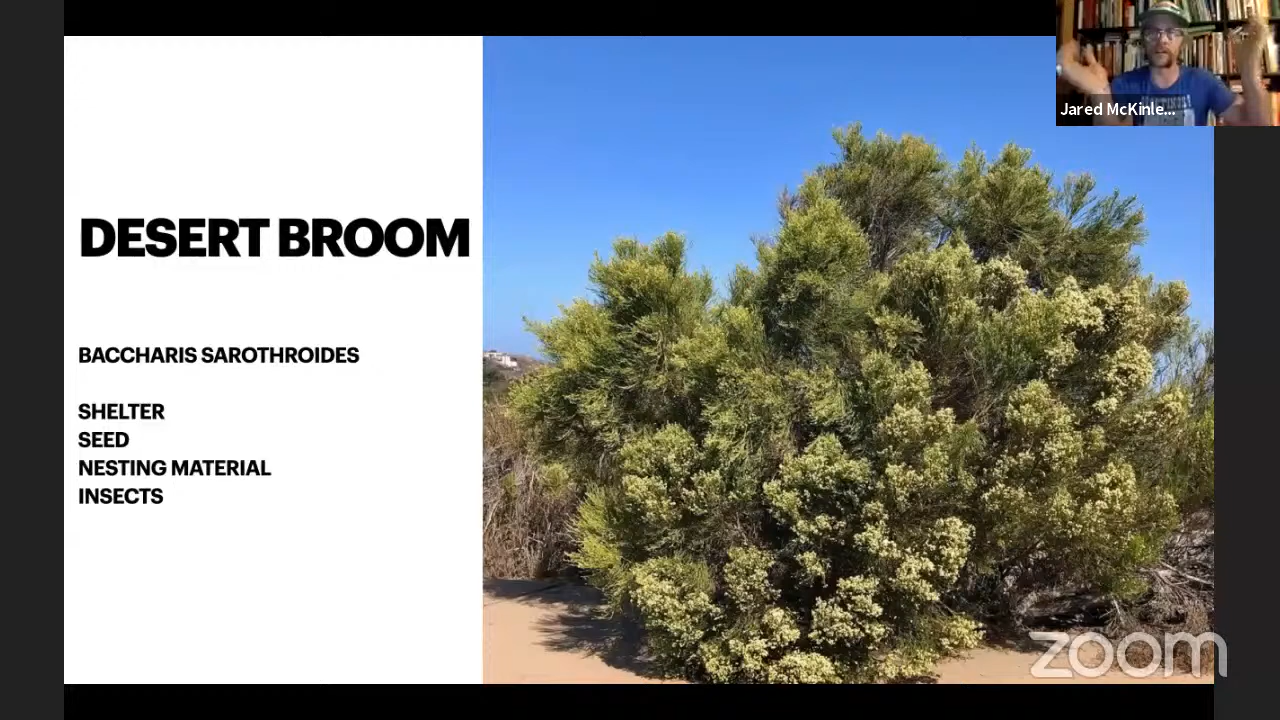 Jared McKinle...
DESERT BROOM
BACCHARIS SAROTHROIDES
SHELTER
SEED
NESTING MATERIAL
INSECTS
zoom